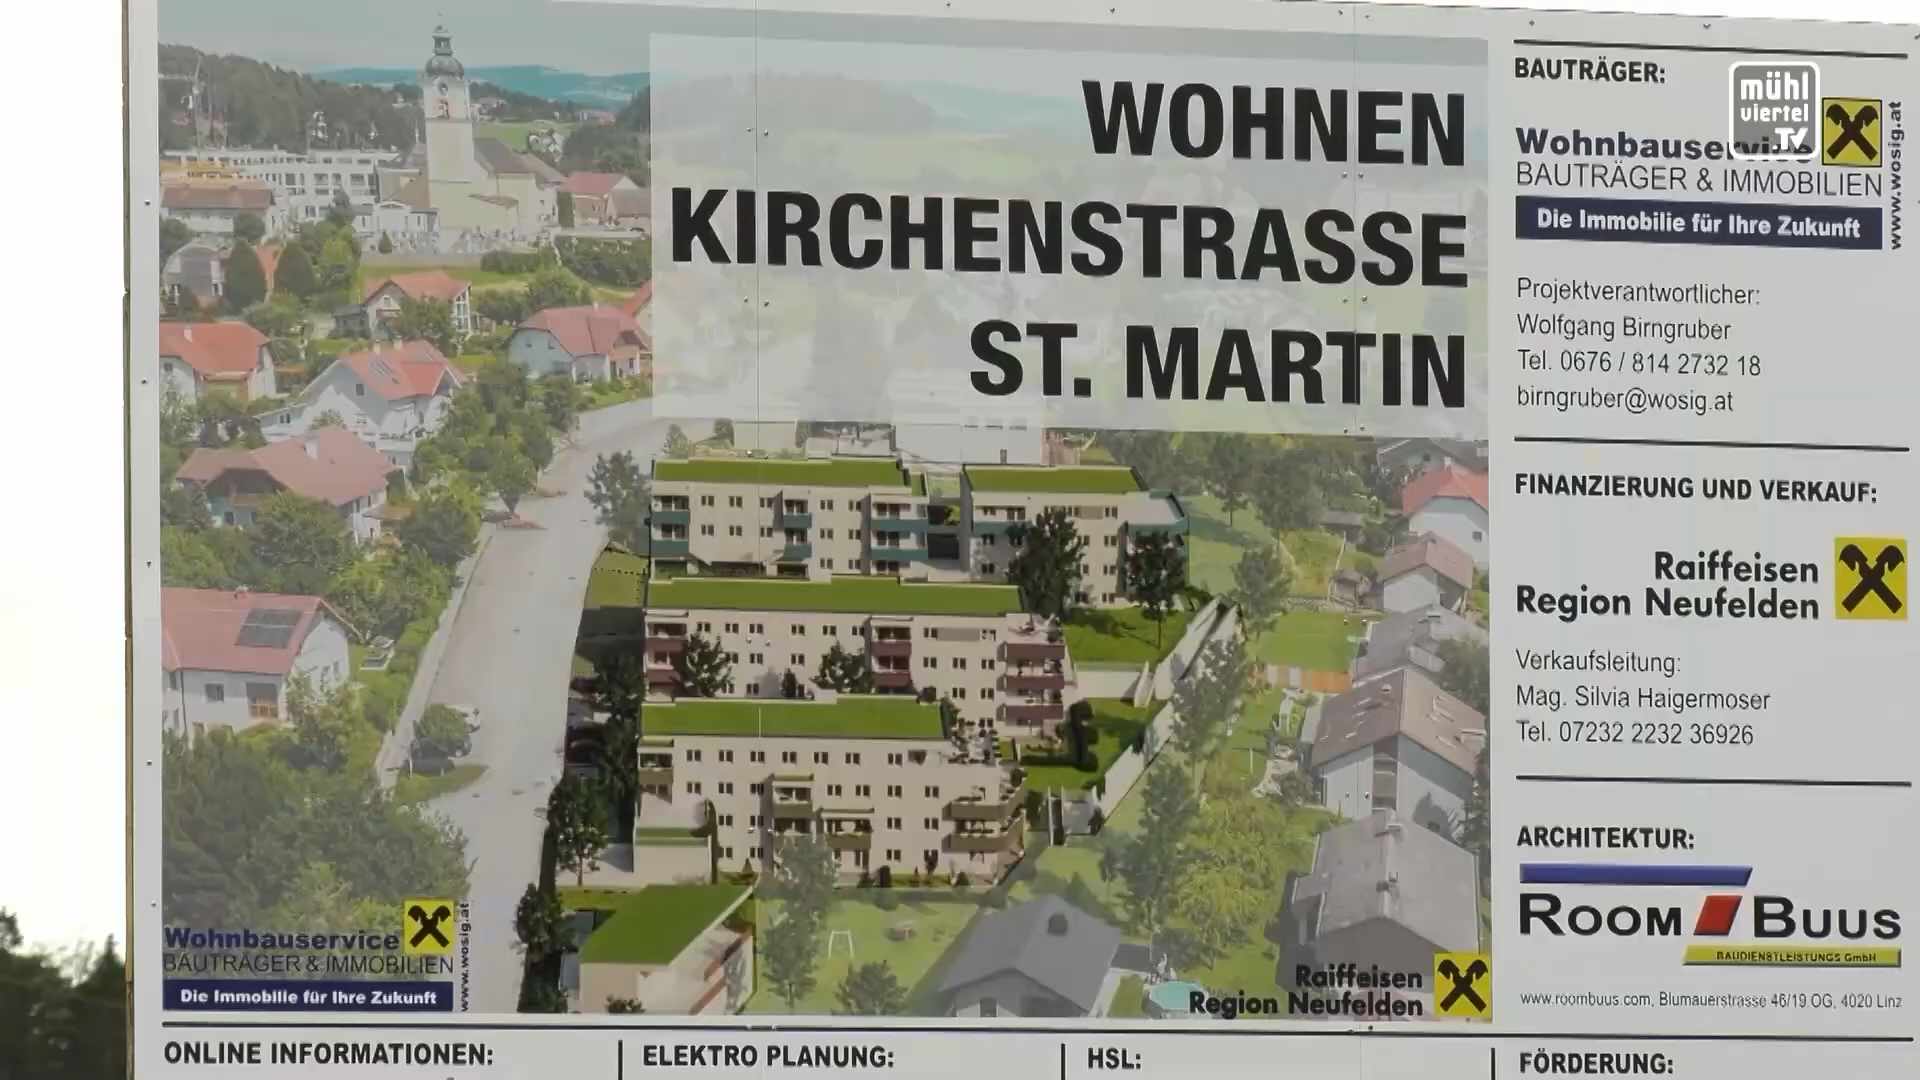 WOHNEN
KIRCHENSTRASSE
ST. MARTIN
BAUTRÄGER:
mühl
viertel
TV
Wohnbauservice
BAUTRÄGER & IMMOBILIEN
Die Immobilie für Ihre Zukunft
www.wosig.at
Projektverantwortlicher:
Wolfgang Birngruber
Tel. 0676 / 814 2732 18
birngruber@wosig.at
FINANZIERUNG UND VERKAUF:
Raiffeisen
Region Neufelden
Verkaufsleitung:
Mag. Silvia Haigermoser
Tel. 07232 2232 36926
ARCHITEKTUR:
ROOM BUUS
BAUDIENSTLEISTUNGS GmbH
www.roombuus.com, Blumauerstrasse 46/19.OG, 4020 Linz
Wohnbauservice
BAUTRÄGER & IMMOBILIEN
Die Immobilie für Ihre Zukunft
www.wosig.at
Raiffeisen
Region Neufelden
ONLINE INFORMATIONEN:
ELEKTRO PLANUNG:
HSL:
FÖRDERUNG: